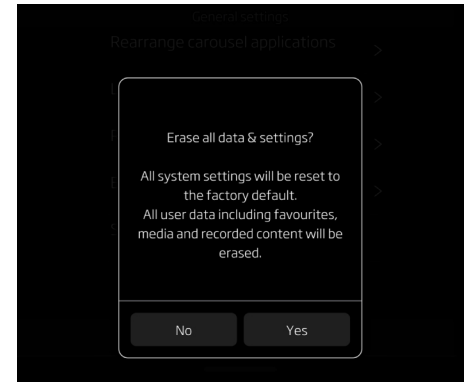 General settings
Rearrange carousel applications
Erase all data & settings?
All system settings will be reset to
the factory default.
All user data including favourites,
media and recorded content will be
erased.
No
Yes